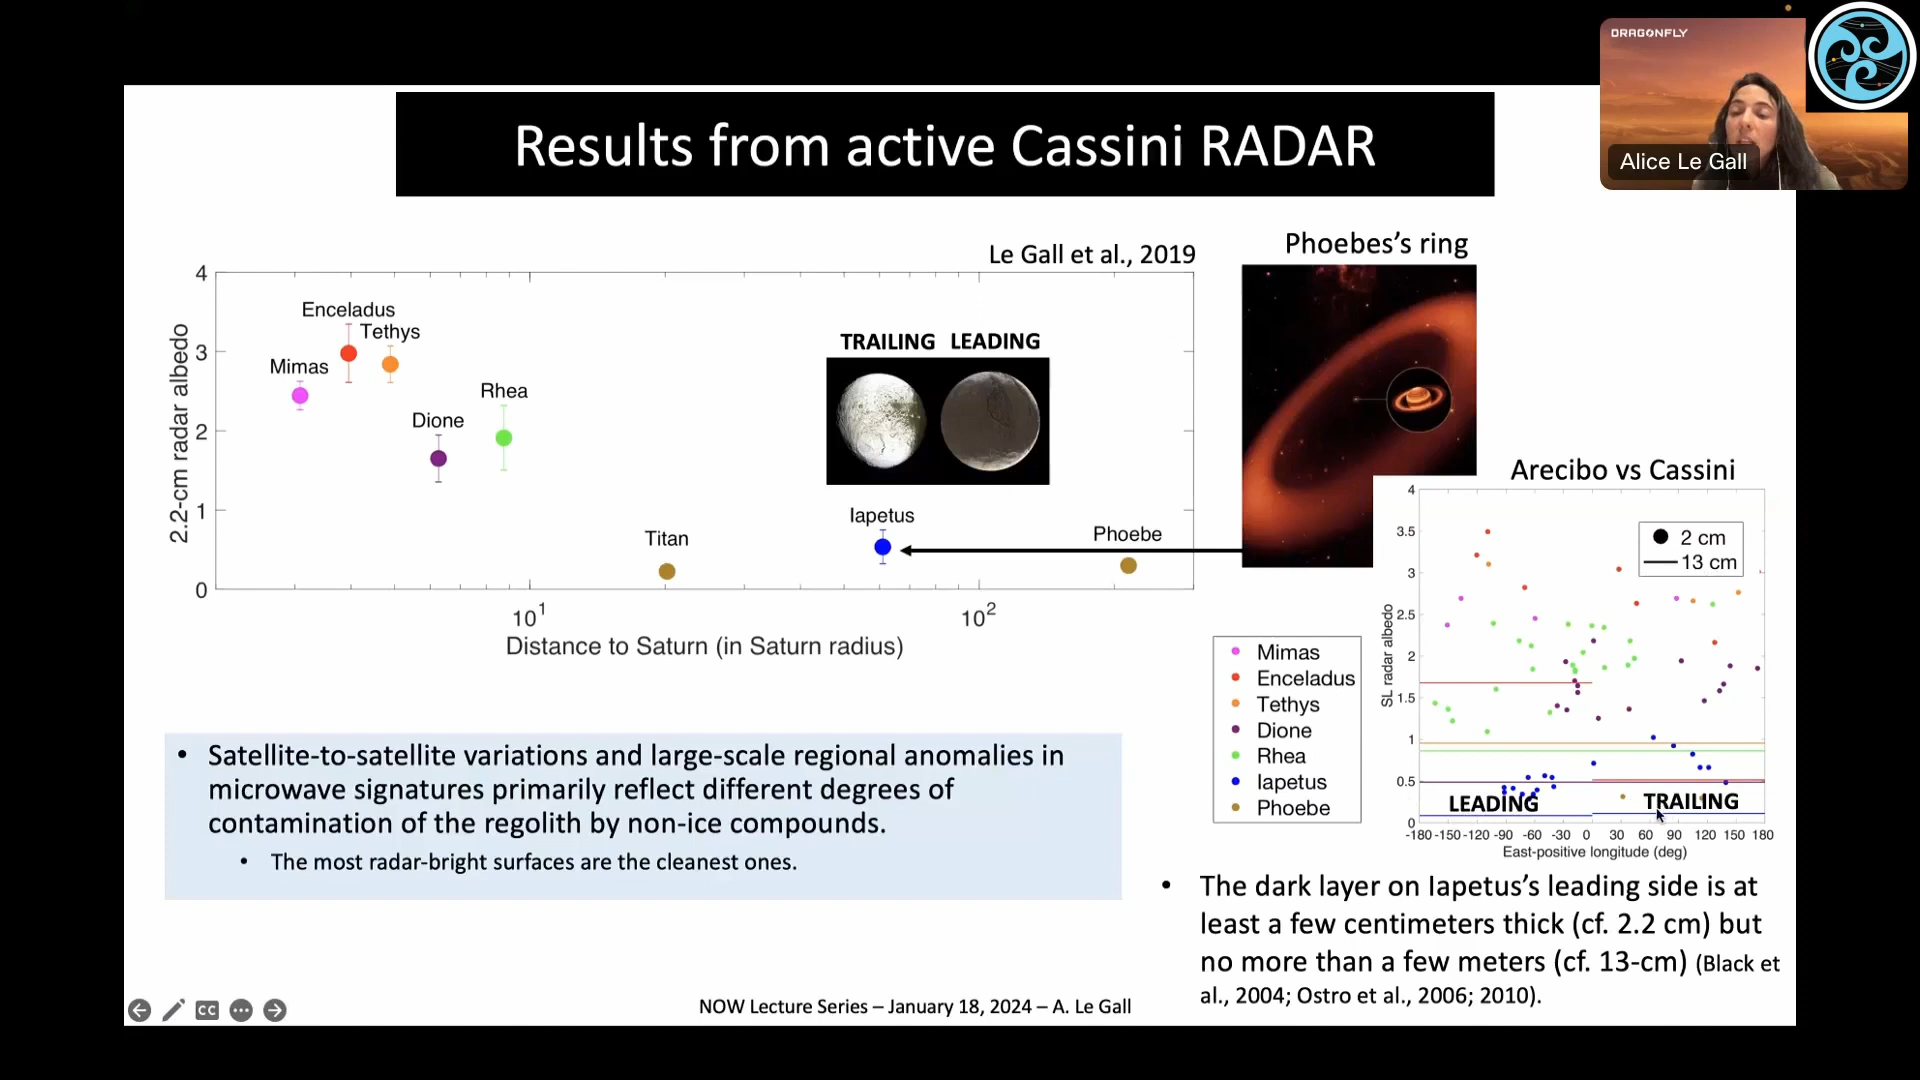 DRAGONFLY
Alice Le Gall
Results from active Cassini RADAR
Le Gall et al., 2019
Phoebes’s ring
4
3
2
1
0
2.2-cm radar albedo
Enceladus
Tethys
Mimas
Rhea
Dione
Titan
Iapetus
Phoebe
TRAILING LEADING
10¹
10²
Distance to Saturn (in Saturn radius)
Arecibo vs Cassini
4
3.5
3
2.5
2
1.5
1
0.5
0
SL radar albedo
2 cm
13 cm
LEADING
TRAILING
-180 -150 -120 -90 -60 -30 0 30 60 90 120 150 180
East-positive longitude (deg)
Mimas
Enceladus
Tethys
Dione
Rhea
Iapetus
Phoebe
• Satellite-to-satellite variations and large-scale regional anomalies in
microwave signatures primarily reflect different degrees of
contamination of the regolith by non-ice compounds.
• The most radar-bright surfaces are the cleanest ones.
• The dark layer on Iapetus’s leading side is at
least a few centimeters thick (cf. 2.2 cm) but
no more than a few meters (cf. 13-cm) (Black et
al., 2004; Ostro et al., 2006; 2010).
CC
NOW Lecture Series – January 18, 2024 – A. Le Gall